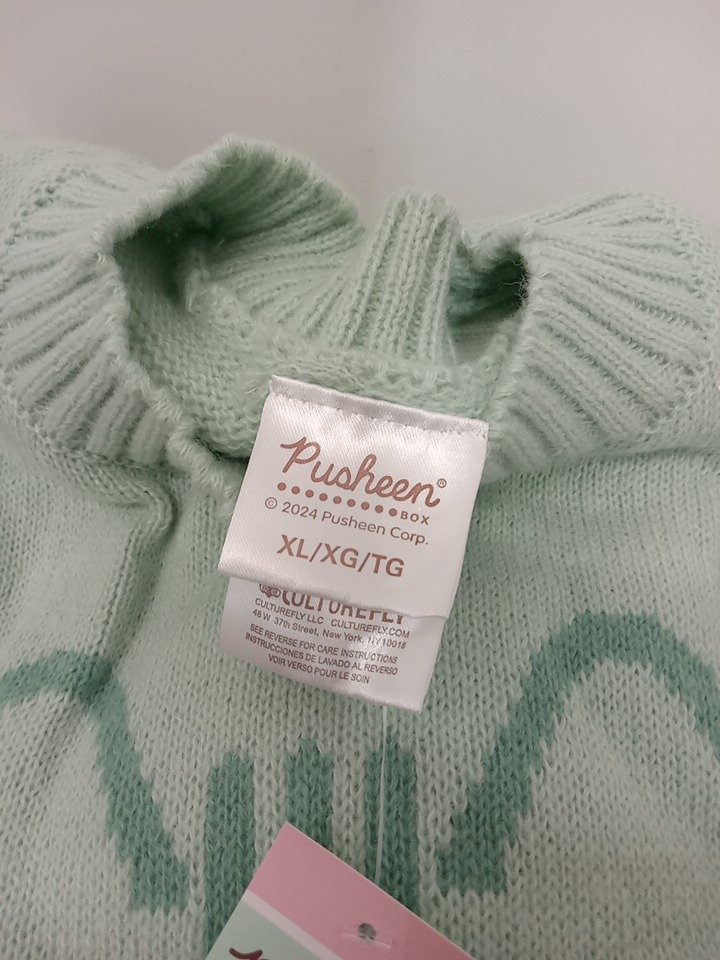 Pusheen®
BOX
© 2024 Pusheen Corp.
XL/XG/TG
CULTUREFLY
CULTUREFLY LLC CULTUREFLY.COM
48 W 37th Street, New York, NY 10018
SEE REVERSE FOR CARE INSTRUCTIONS
INSTRUCCIONES DE LAVADO AL REVERSO
VOIR VERSO POUR LE SOIN